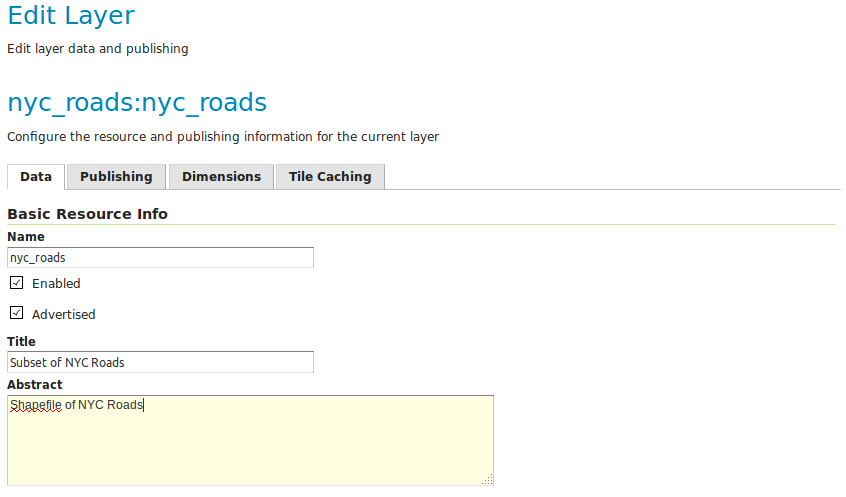 Edit Layer
Edit layer data and publishing
nyc_roads:nyc_roads
Configure the resource and publishing information for the current layer
Data Publishing Dimensions Tile Caching
Basic Resource Info
Name
nyc_roads
Enabled
Advertised
Title
Subset of NYC Roads
Abstract
Shapefile of NYC Roads